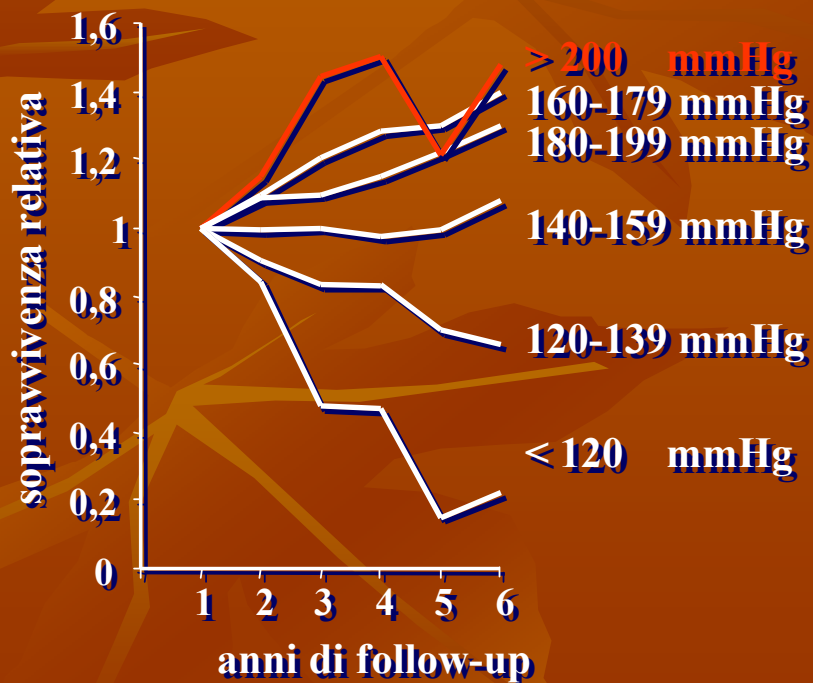 1,6
1,4
1,2
1
0,8
0,6
0,4
0,2
0
sopravvivenza relativa
> 200 mmHg
160-179 mmHg
180-199 mmHg
140-159 mmHg
120-139 mmHg
< 120 mmHg
1 2 3 4 5 6
anni di follow-up